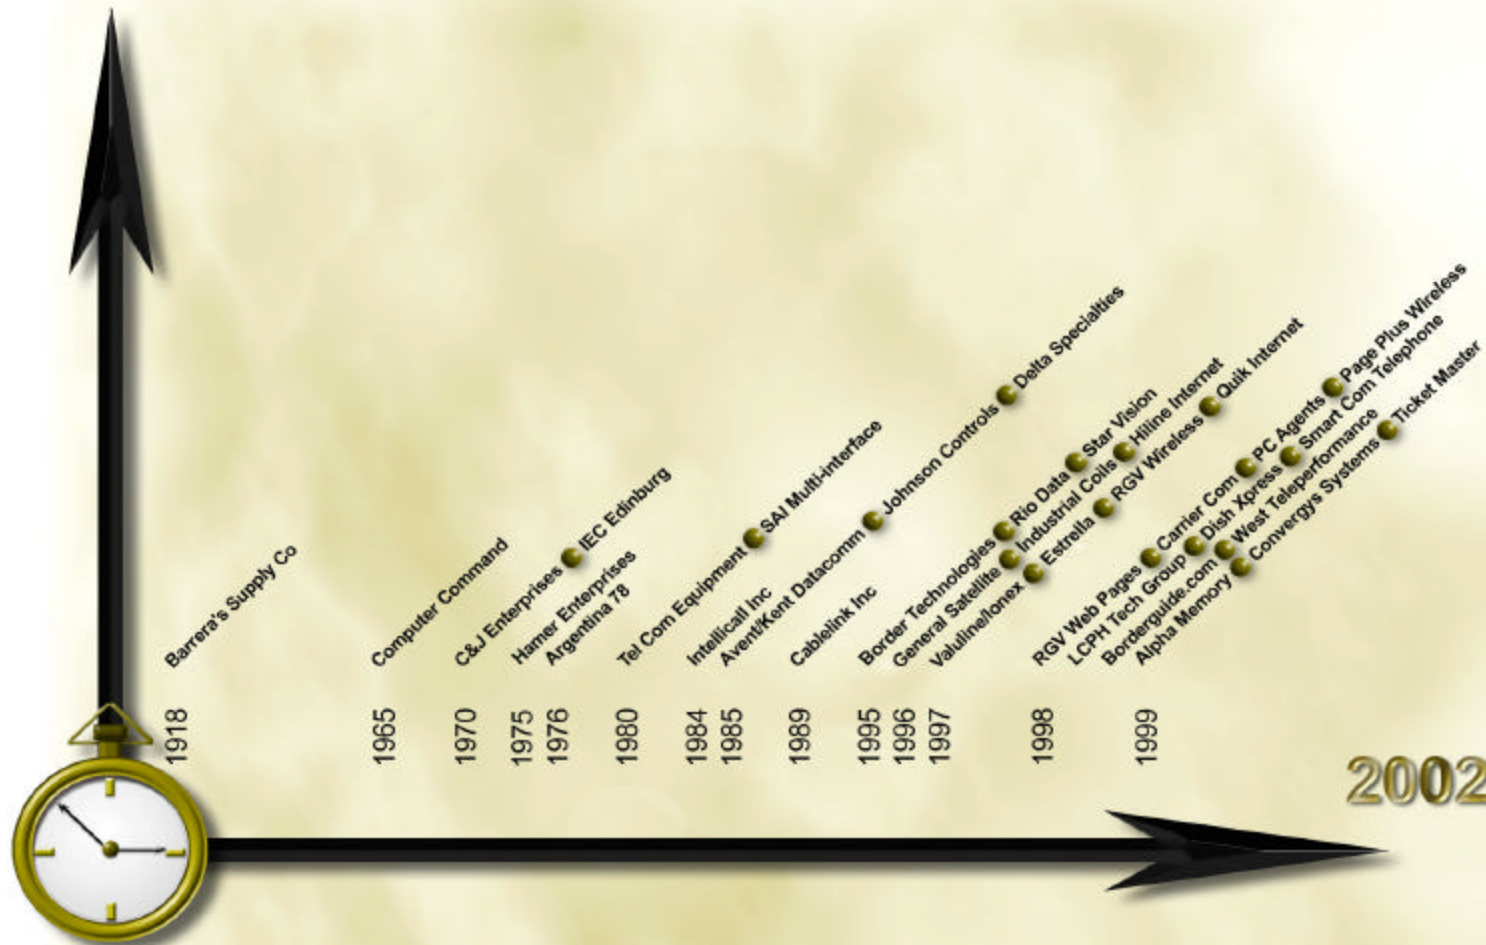 Barrera's Supply Co
Computer Command
C&J Enterprises IEC Edinburg
Hamer Enterprises
Argentina 78
Tel Com Equipment SAI Multi-interface
Intellicall Inc
Avent/Kent Datacomm Johnson Controls Delta Specialties
Cablelink Inc
Border Technologies Rio Data Star Vision
General Satellite Industrial Coils Hiline Internet
Valuline/Ionex Estrella RGV Wireless Quik Internet
RGV Web Pages Carrier Com PC Agents Page Plus Wireless
LCPH Tech Group Dish Xpress Smart Com Telephone
Borderguide.com West Teleperformance
Alpha Memory Convergys Systems Ticket Master
1918
1965
1970
1975
1976
1980
1984
1985
1989
1995
1996
1997
1998
1999
2002